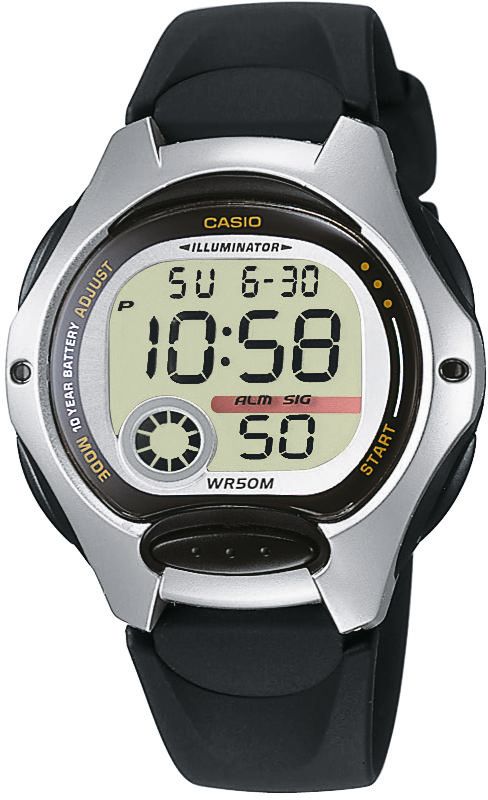 CASIO
ILLUMINATOR
SU 6-30
P
10:58
ALM SIG
50
WR50M
ADJUST
10 YEAR BATTERY
MODE
START